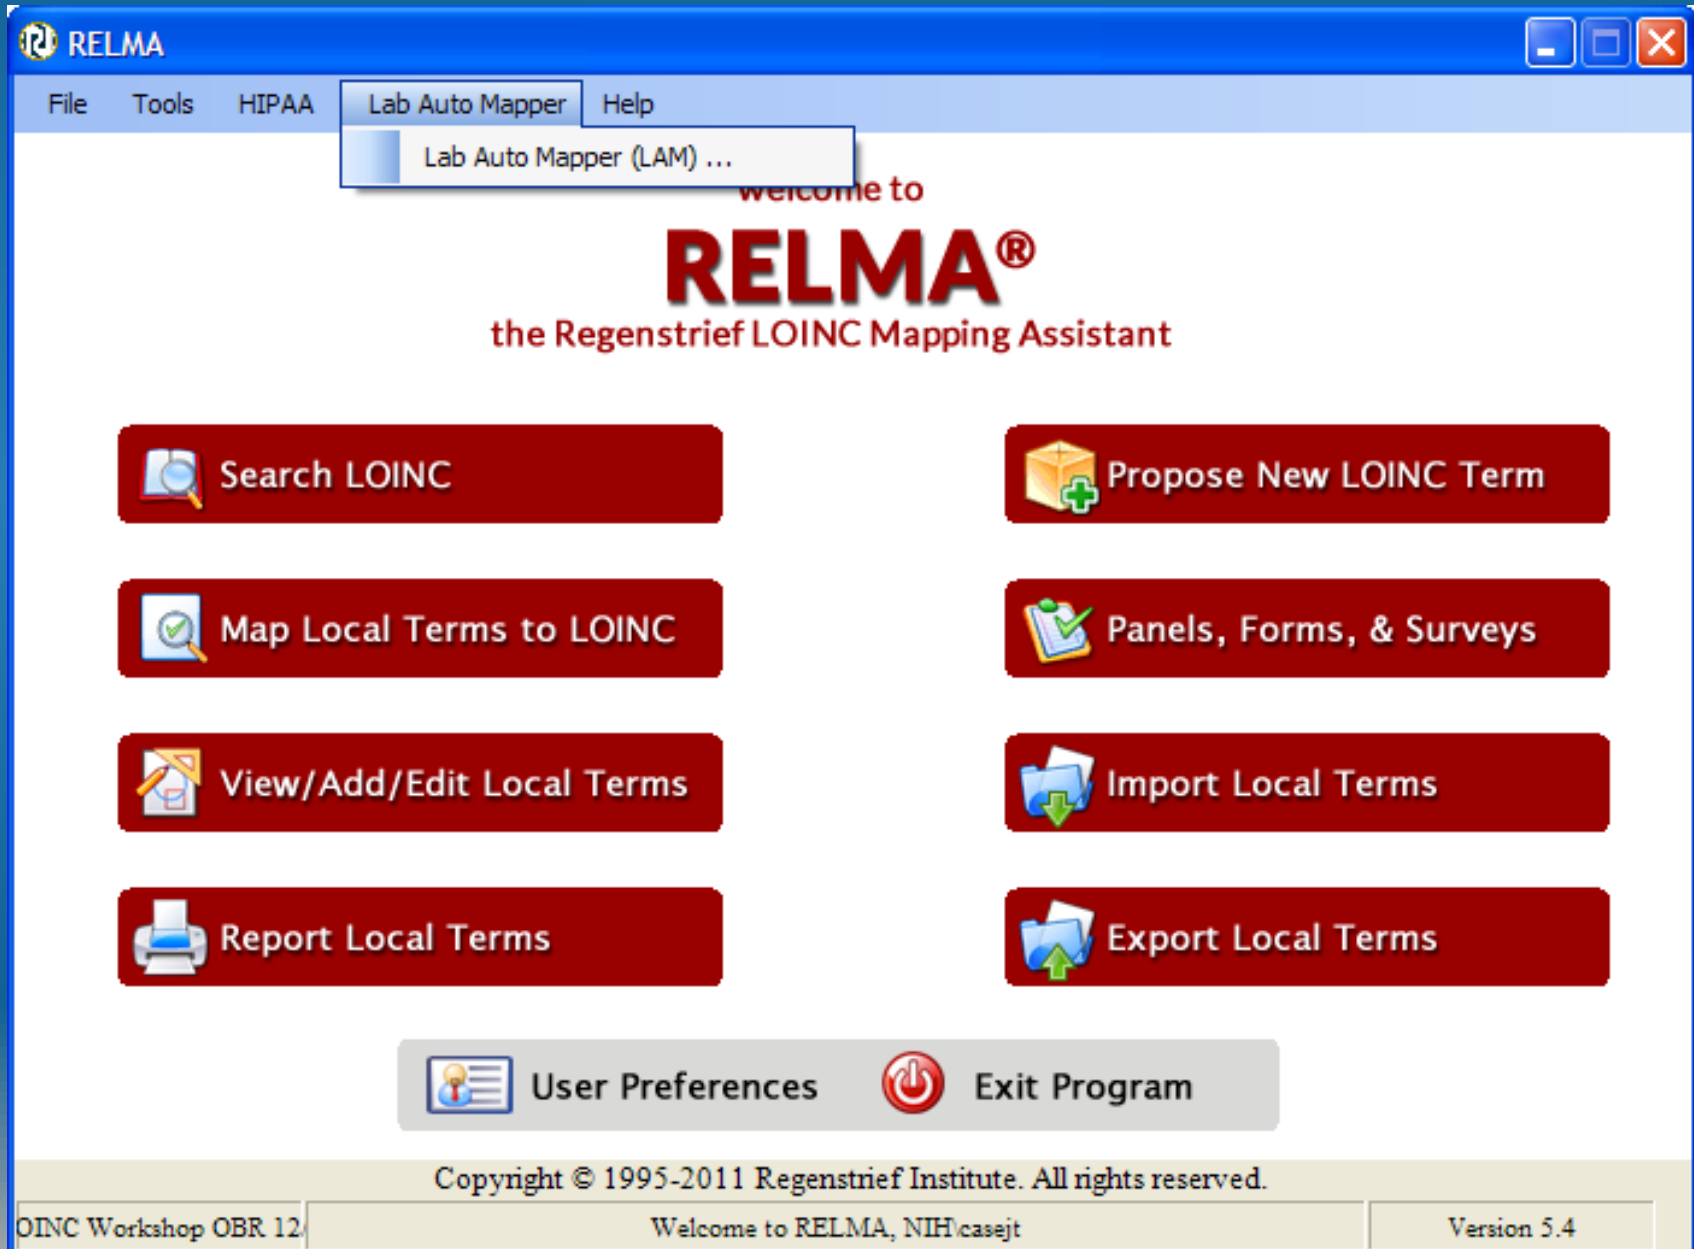 RELMA
File Tools HIPAA Lab Auto Mapper Help
Lab Auto Mapper (LAM) ...
welcome to
RELMA®
the Regenstrief LOINC Mapping Assistant
Search LOINC
Propose New LOINC Term
Map Local Terms to LOINC
Panels, Forms, & Surveys
View/Add/Edit Local Terms
Import Local Terms
Report Local Terms
Export Local Terms
User Preferences
Exit Program
Copyright © 1995-2011 Regenstrief Institute. All rights reserved.
OINC Workshop OBR 12/
Welcome to RELMA, NIH\casejt
Version 5.4